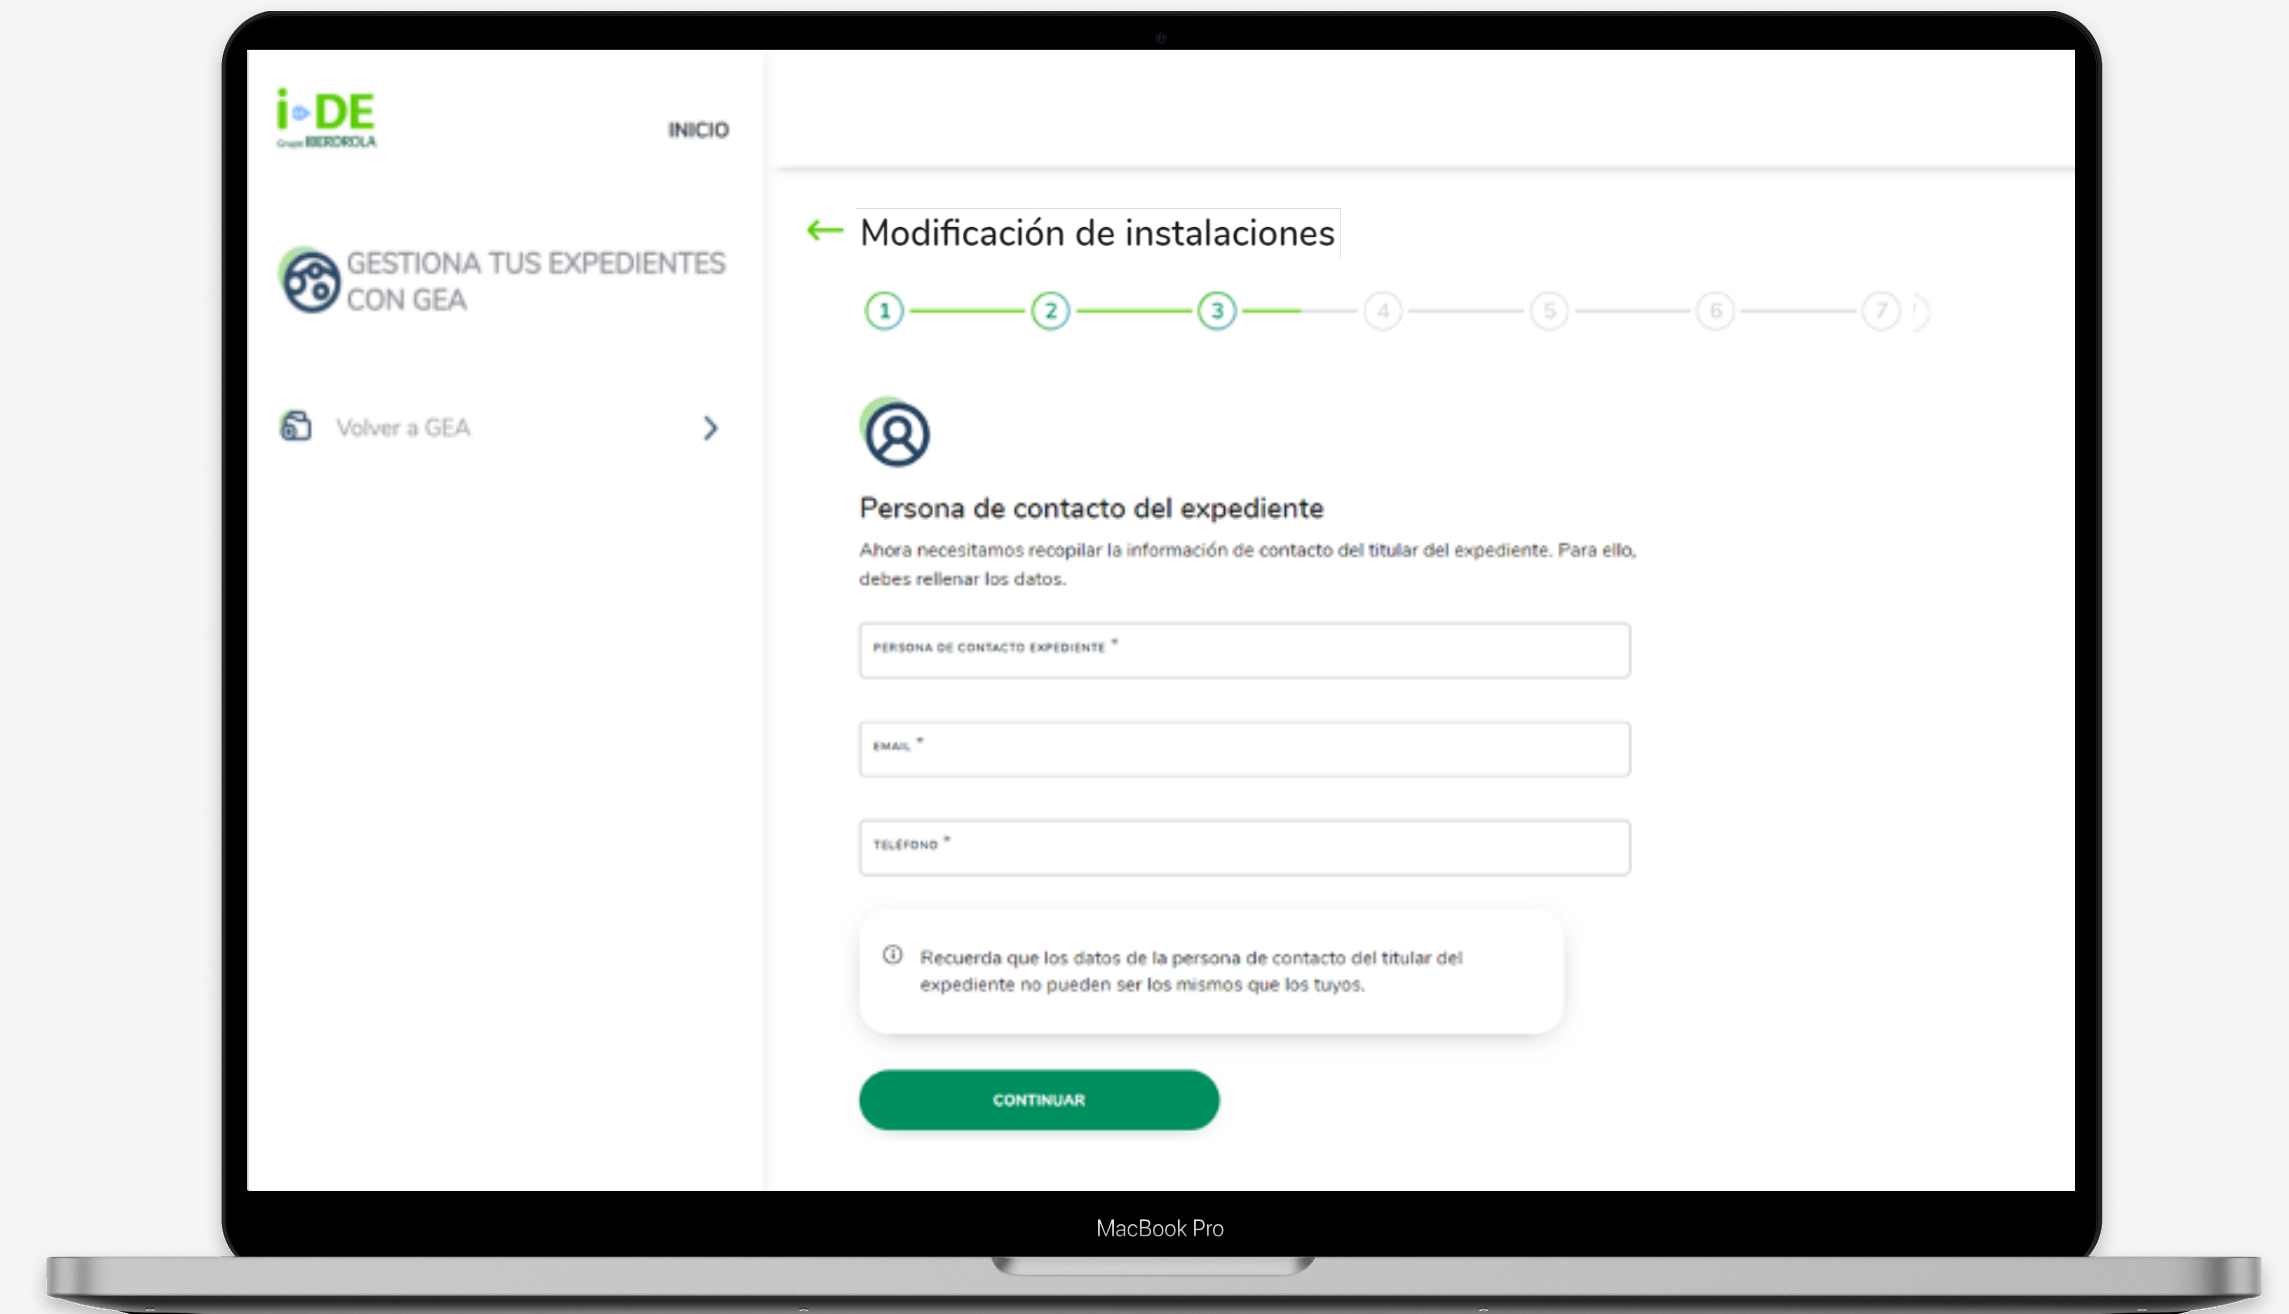 i-DE
Grupo IBERDROLA
INICIO
GESTIONA TUS EXPEDIENTES
CON GEA
Volver a GEA
Modificación de instalaciones
1 2 3 4 5 6 7
Persona de contacto del expediente
Ahora necesitamos recopilar la información de contacto del titular del expediente. Para ello,
debes rellenar los datos.
PERSONA DE CONTACTO EXPEDIENTE *
EMAIL *
TELÉFONO *
Recuerda que los datos de la persona de contacto del titular del
expediente no pueden ser los mismos que los tuyos.
CONTINUAR
MacBook Pro